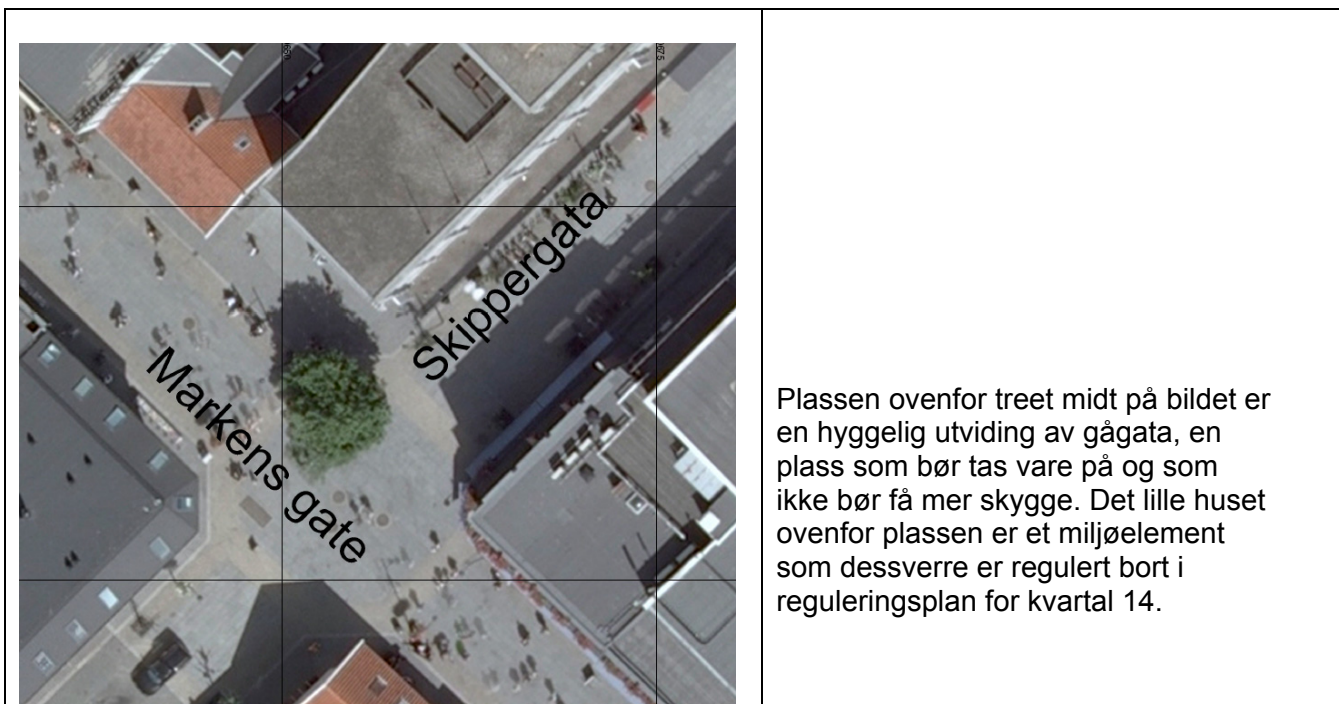 Markens gate
Skippergata
Plassen ovenfor treet midt på bildet er
en hyggelig utviding av gågata, en
plass som bør tas vare på og som
ikke bør få mer skygge. Det lille huset
ovenfor plassen er et miljøelement
som dessverre er regulert bort i
reguleringsplan for kvartal 14.